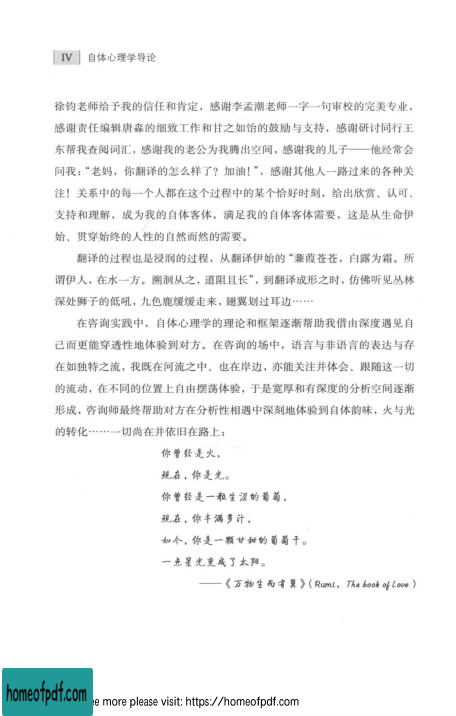 IV 自体心理学导论
徐钧老师给予我的信任和肯定，感谢李孟潮老师一字一句审校的完美专业，
感谢责任编辑唐淼的细致工作和甘之如饴的鼓励与支持，感谢研讨同行王
东帮我查阅词汇，感谢我的老公为我腾出空间，感谢我的儿子——他经常会
问我：“老妈，你翻译的怎么样了？加油！”，感谢其他人一路过来的各种关
注！关系中的每一个人都在这个过程中的某个恰好时刻，给出欣赏、认可、
支持和理解，成为我的自体客体，满足我的自体客体需要，这是从生命伊
始、贯穿始终的人性的自然而然的需要。
翻译的过程也是浸润的过程，从翻译伊始的“蒹葭苍苍，白露为霜。所
谓伊人，在水一方。溯洄从之，道阻且长”，到翻译成形之时，仿佛听见丛林
深处狮子的低吼，九色鹿缓缓走来，翅翼划过耳边……
在咨询实践中，自体心理学的理论和框架逐渐帮助我借由深度遇见自
己而更能穿透性地体验到对方。在咨询的场中，语言与非语言的表达与存
在如独特之流，我既在河流之中、也在岸边，亦能关注并体会、跟随这一切
的流动，在不同的位置上自由摆荡体验，于是宽厚和有深度的分析空间逐渐
形成，咨询师最终帮助对方在分析性相遇中深刻地体验到自体韵味，火与光
的转化……一切尚在并依旧在路上：
你曾经是火，
现在，你是光。
你曾经是一粒生涩的葡萄，
现在，你丰满多汁，
如今，你是一颗甘甜的葡萄干。
一点星光变成了太阳。
——《万物生而有翼》（Rumi，The book of Love）
homeofpdf.com
ee more please visit: https://homeofpdf.com